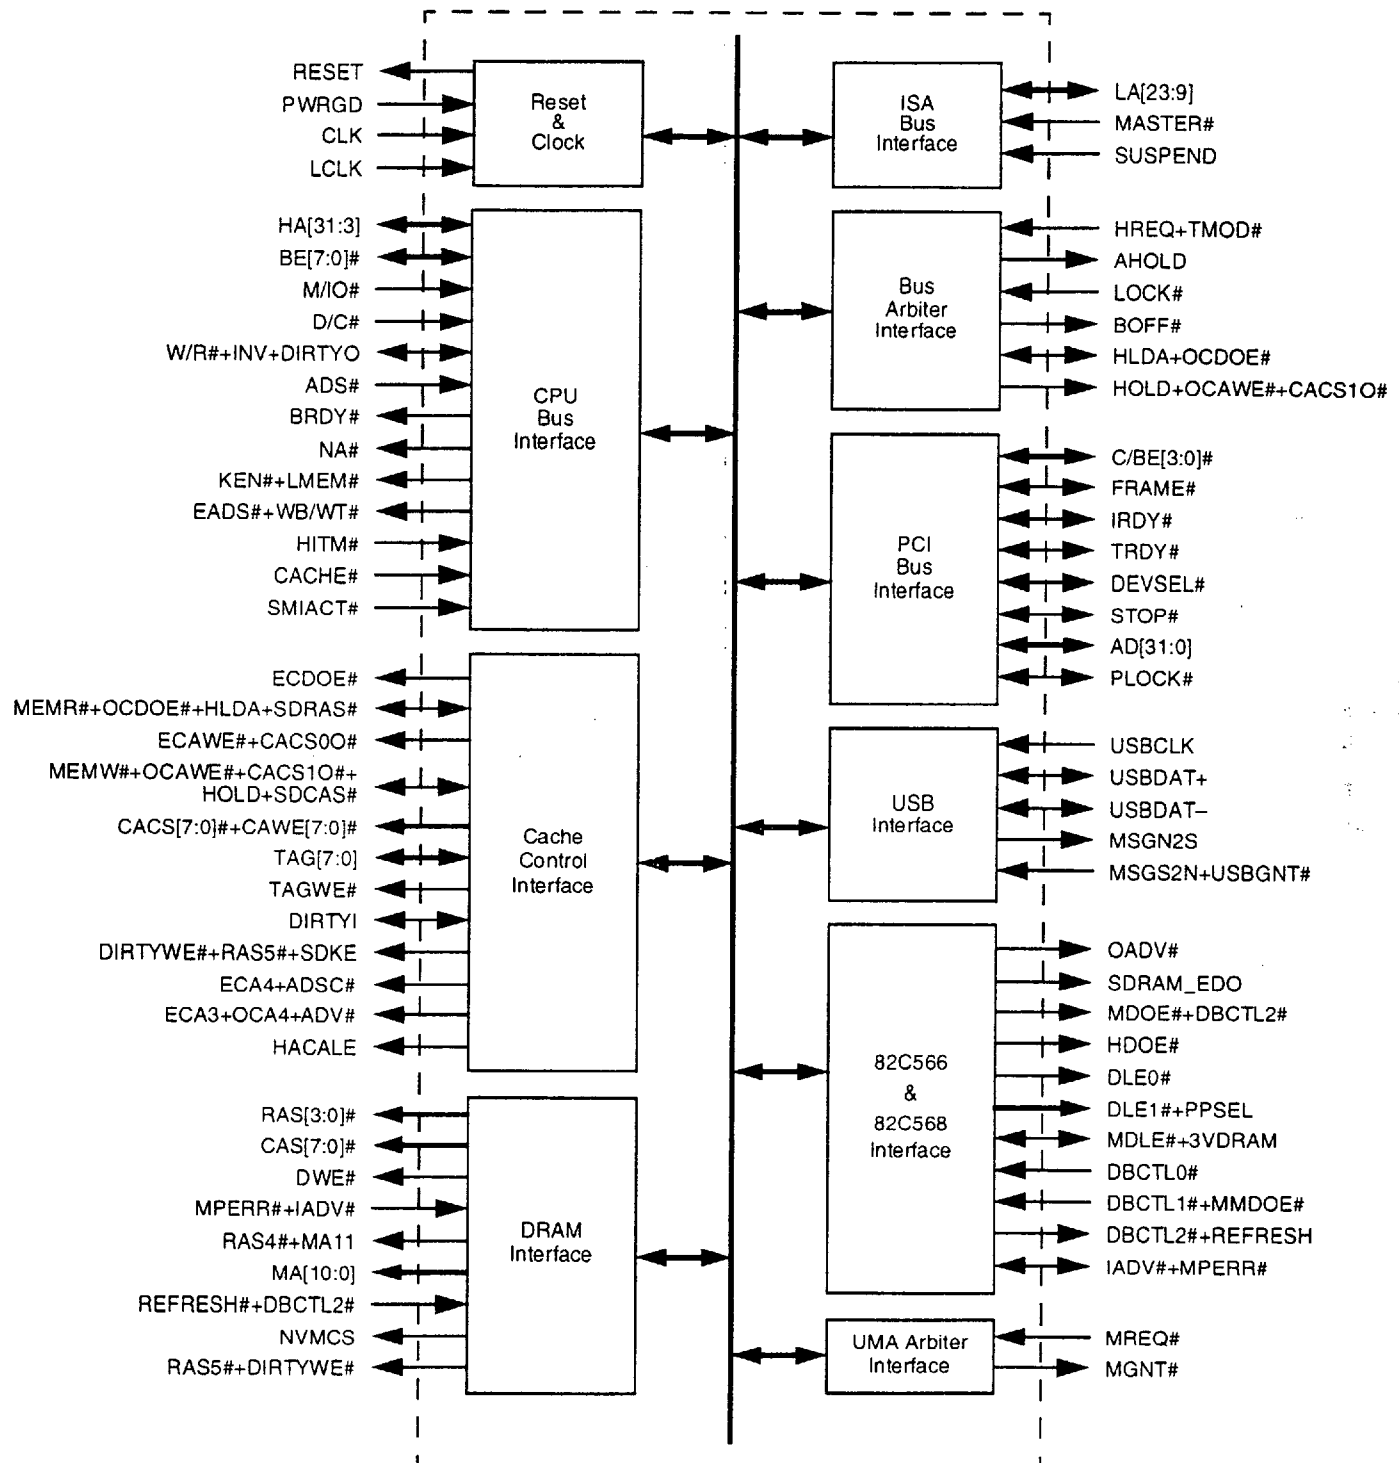 RESET
PWRGD
CLK
LCLK
Reset
&
Clock
HA[31:3]
BE[7:0]#
M/IO#
D/C#
W/R#+INV+DIRTYO
ADS#
BRDY#
NA#
KEN#+LMEM#
EADS#+WB/WT#
HITM#
CACHE#
SMIACT#
CPU
Bus
Interface
ECDOE#
MEMR#+OCDOE#+HLDA+SDRAS#
ECAWE#+CACS0O#
MEMW#+OCAWE#+CACS1O#+
HOLD+SDCAS#
CACS[7:0]#+CAWE[7:0]#
TAG[7:0]
TAGWE#
DIRTYI
DIRTYWE#+RAS5#+SDKE
ECA4+ADSC#
ECA3+OCA4+ADV#
HACALE
Cache
Control
Interface
RAS[3:0]#
CAS[7:0]#
DWE#
MPERR#+IADV#
RAS4#+MA11
MA[10:0]
REFRESH#+DBCTL2#
NVMCS
RAS5#+DIRTYWE#
DRAM
Interface
ISA
Bus
Interface
LA[23:9]
MASTER#
SUSPEND
Bus
Arbiter
Interface
HREQ+TMOD#
AHOLD
LOCK#
BOFF#
HLDA+OCDOE#
HOLD+OCAWE#+CACS1O#
PCI
Bus
Interface
C/BE[3:0]#
FRAME#
IRDY#
TRDY#
DEVSEL#
STOP#
AD[31:0]
PLOCK#
USB
Interface
USBCLK
USBDAT+
USBDAT–
MSGN2S
MSGS2N+USBGNT#
82C566
&
82C568
Interface
OADV#
SDRAM_EDO
MDOE#+DBCTL2#
HDOE#
DLE0#
DLE1#+PPSEL
MDLE#+3VDRAM
DBCTL0#
DBCTL1#+MMDOE#
DBCTL2#+REFRESH
IADV#+MPERR#
UMA Arbiter
Interface
MREQ#
MGNT#